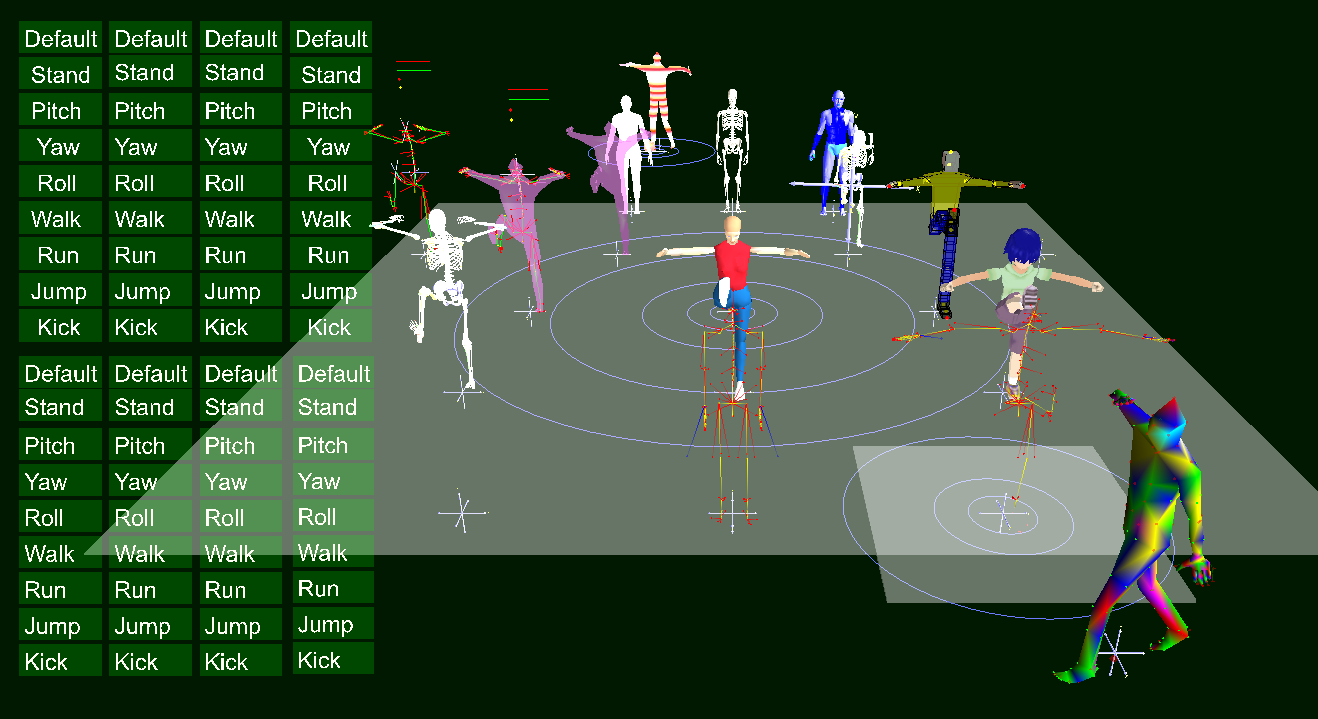 Default Default Default Default
Stand Stand Stand Stand
Pitch Pitch Pitch Pitch
Yaw Yaw Yaw Yaw
Roll Roll Roll Roll
Walk Walk Walk Walk
Run Run Run Run
Jump Jump Jump Jump
Kick Kick Kick Kick
Default Default Default Default
Stand Stand Stand Stand
Pitch Pitch Pitch Pitch
Yaw Yaw Yaw Yaw
Roll Roll Roll Roll
Walk Walk Walk Walk
Run Run Run Run
Jump Jump Jump Jump
Kick Kick Kick Kick